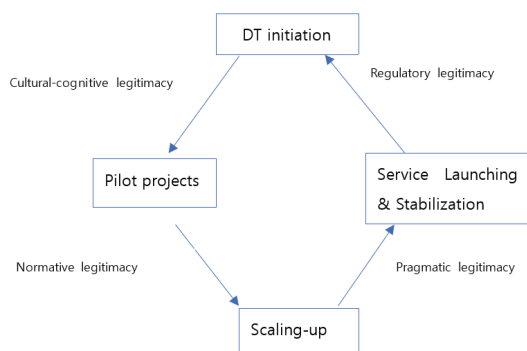 DT initiation
Cultural-cognitive legitimacy
Regulatory legitimacy
Pilot projects
Service Launching
& Stabilization
Normative legitimacy
Pragmatic legitimacy
Scaling-up